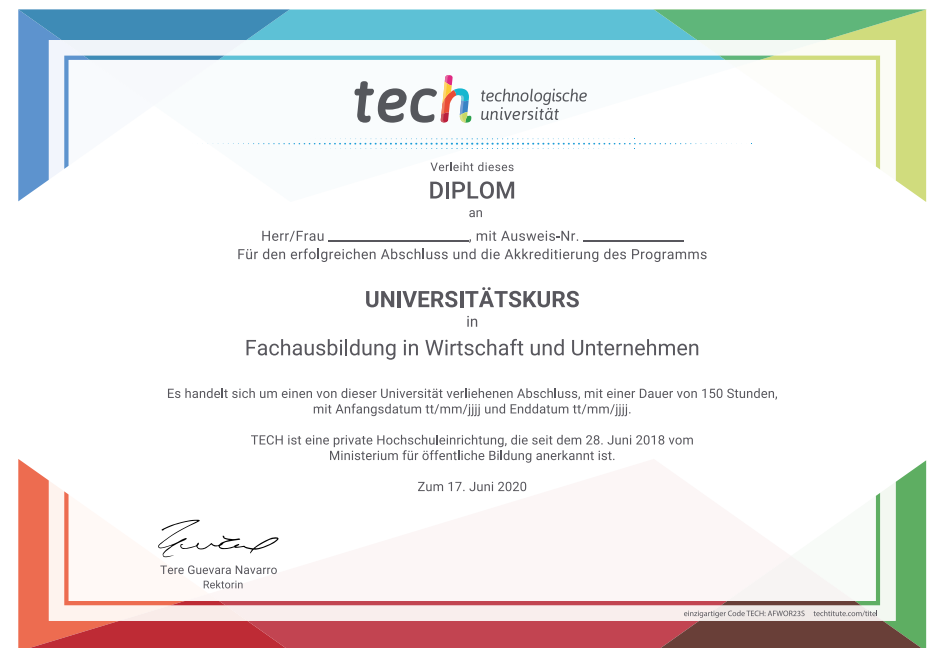 tech technologische
universität
Verleiht dieses
DIPLOM
an
Herr/Frau ____________, mit Ausweis-Nr. ____________
Für den erfolgreichen Abschluss und die Akkreditierung des Programms
UNIVERSITÄTSKURS
in
Fachausbildung in Wirtschaft und Unternehmen
Es handelt sich um einen von dieser Universität verliehenen Abschluss, mit einer Dauer von 150 Stunden,
mit Anfangsdatum tt/mm/jjjj und Enddatum tt/mm/jjjj.
TECH ist eine private Hochschuleinrichtung, die seit dem 28. Juni 2018 vom
Ministerium für öffentliche Bildung anerkannt ist.
Zum 17. Juni 2020
Tere Guevara Navarro
Rektorin
einzigartiger Code TECH: AFWOR23S techtitute.com/titel